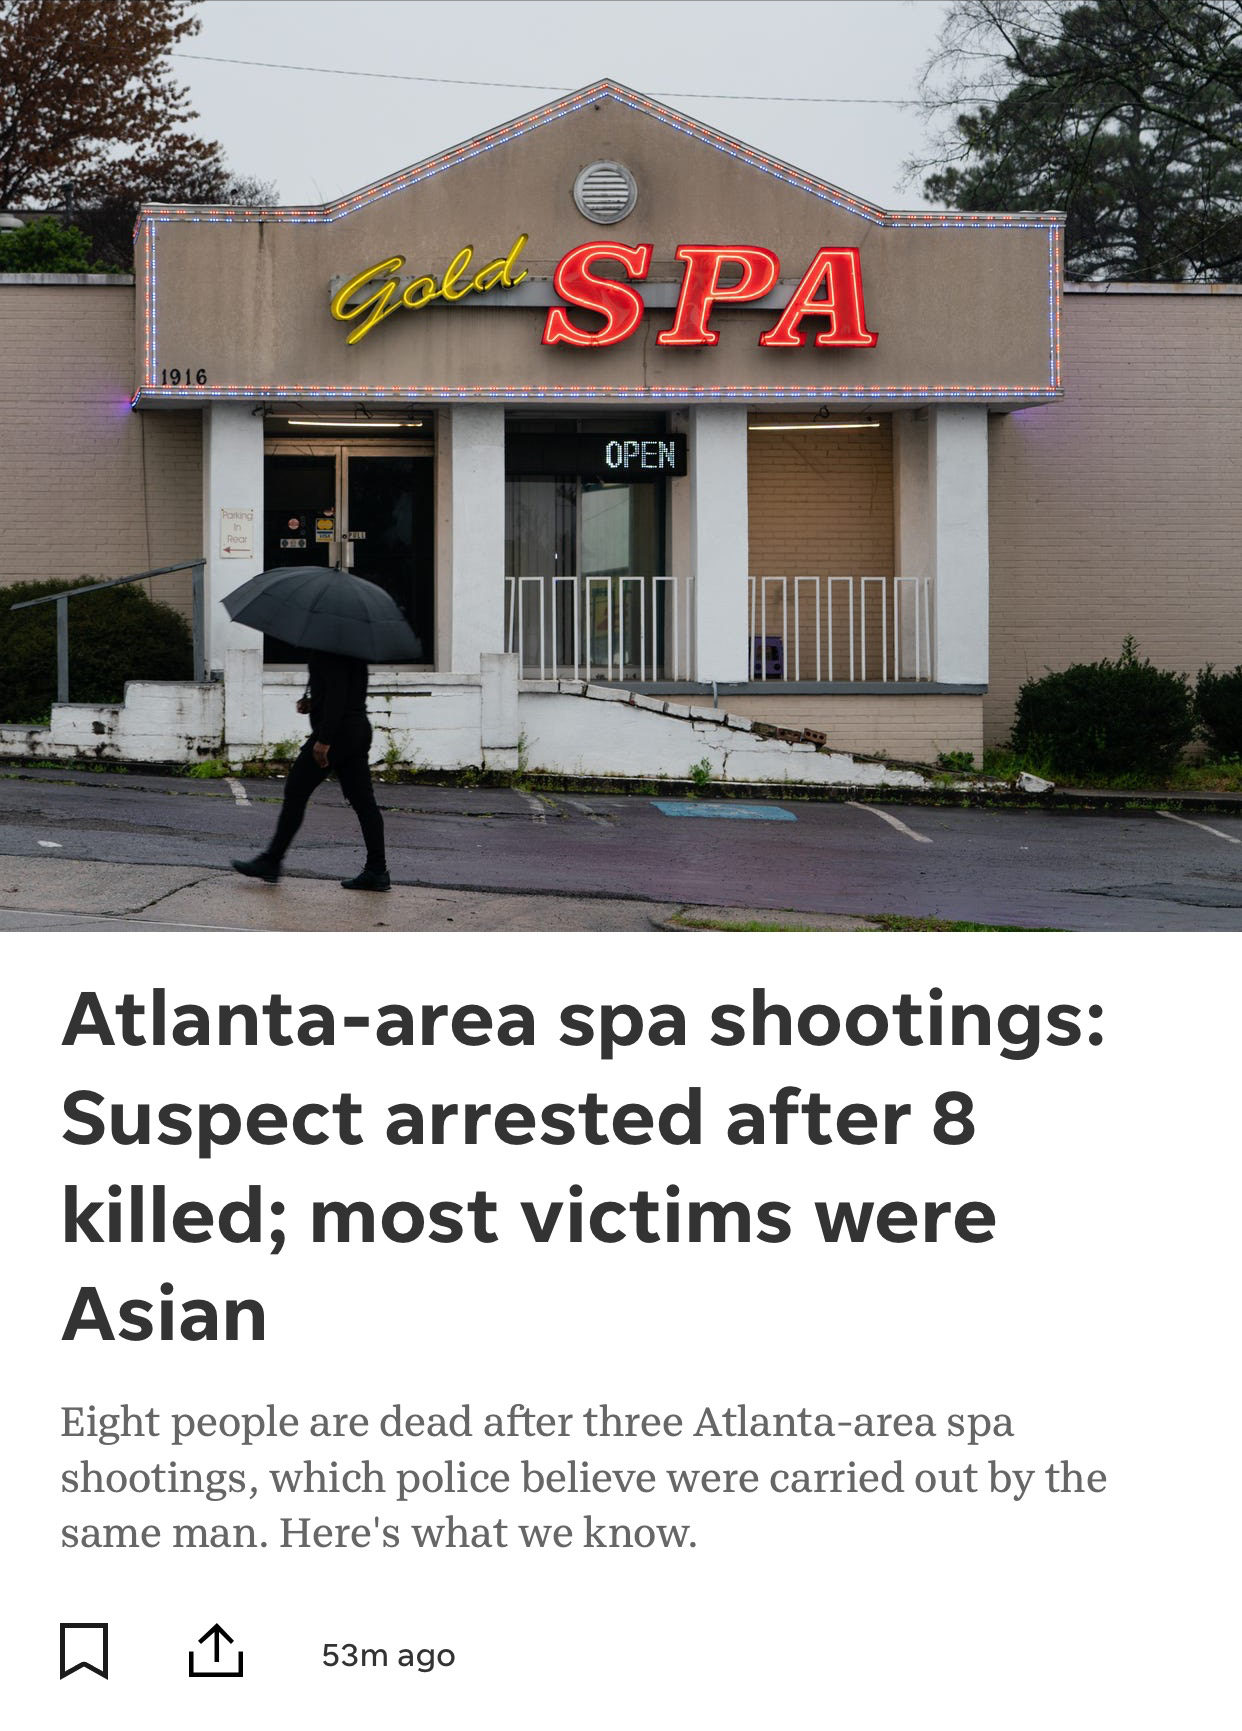 Gold SPA
1916
OPEN
Parking
In
Rear
PULL
VISA
Atlanta-area spa shootings:
Suspect arrested after 8
killed; most victims were
Asian
Eight people are dead after three Atlanta-area spa
shootings, which police believe were carried out by the
same man. Here's what we know.
53m ago